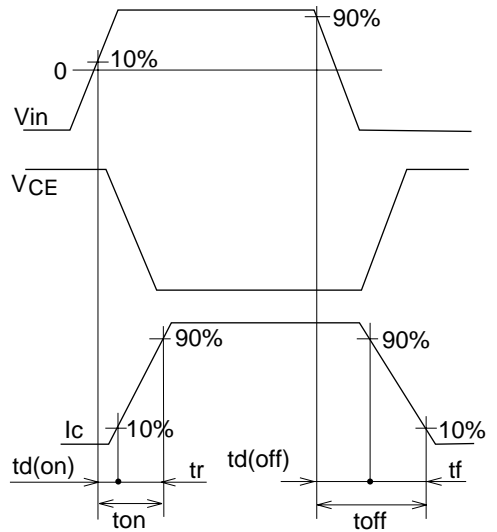 90%
10%
0
Vin
VCE
90%
90%
Ic
10%
10%
td(on)
tr
td(off)
tf
ton
toff